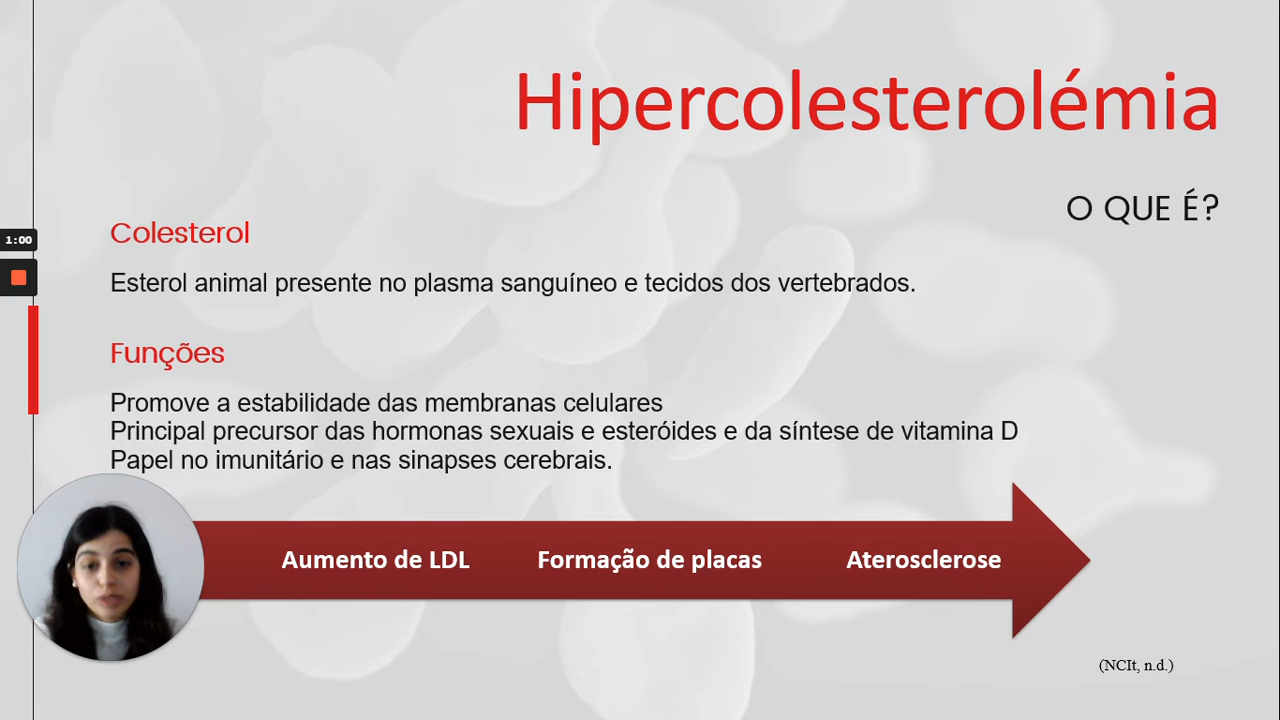 Hipercolesterolémia
O QUE É?
Colesterol
Esterol animal presente no plasma sanguíneo e tecidos dos vertebrados.
Funções
Promove a estabilidade das membranas celulares
Principal precursor das hormonas sexuais e esteróides e da síntese de vitamina D
Papel no imunitário e nas sinapses cerebrais.
1:00
Aumento de LDL Formação de placas Aterosclerose
(NCIt, n.d.)